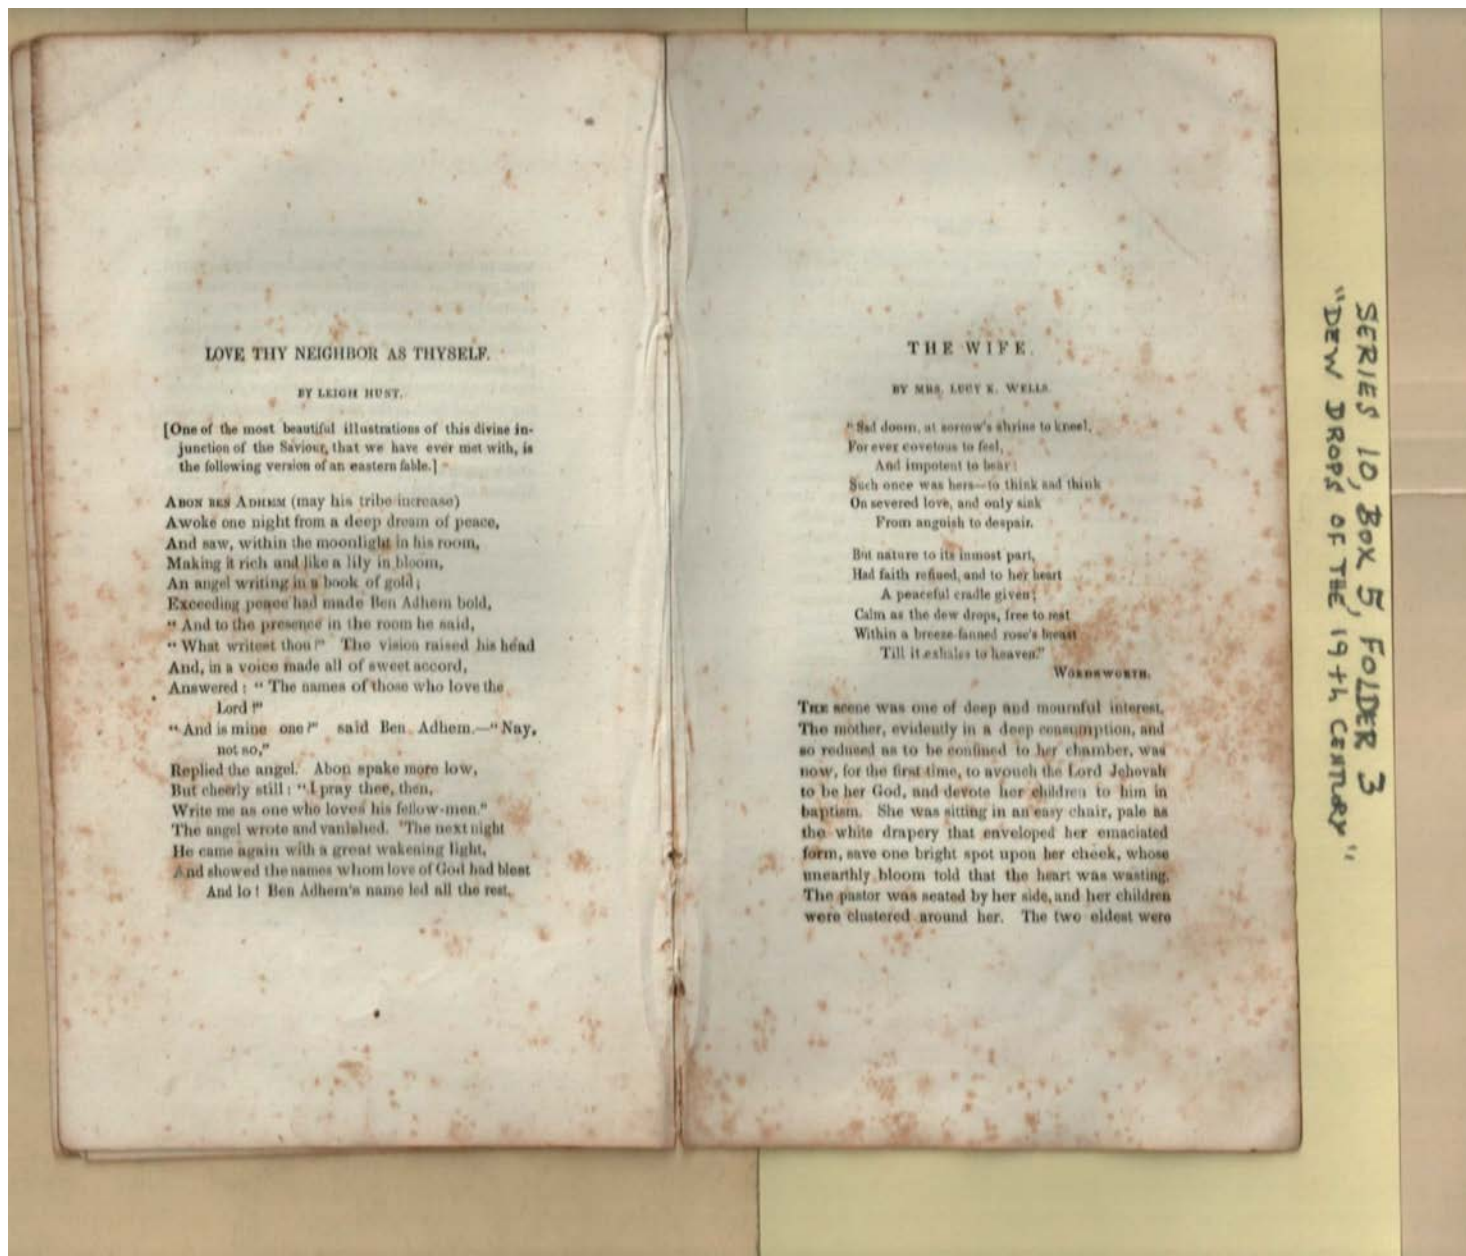 LOVE THY NEIGHBOR AS THYSELF.
BY LEIGH HUNT.
[One of the most beautiful illustrations of this divine in-
junction of the Saviour, that we have ever met with, is
the following version of an eastern fable.]
ABON BEN ADHEM (may his tribe increase)
Awoke one night from a deep dream of peace,
And saw, within the moonlight in his room,
Making it rich and like a lily in bloom,
An angel writing in a book of gold;
Exceeding peace had made Ben Adhem bold,
“ And to the presence in the room he said,
“ What writest thou?” The vision raised his head
And, in a voice made all of sweet accord,
Answered: “ The names of those who love the
Lord!”
“ And is mine one?” said Ben Adhem.—“ Nay,
not so,”
Replied the angel. Abon spake more low,
But cheerly still: “ I pray thee, then,
Write me as one who loves his fellow-men.”
The angel wrote and vanished. The next night
He came again with a great wakening light,
And showed the names whom love of God had blest
And lo! Ben Adhem's name led all the rest.
THE WIFE.
BY MRS. LUCY K. WELLS.
“ Sad doom, at sorrow's shrine to kneel,
For ever covetous to feel,
And impotent to bear:
Such once was hers—to think and think
On severed love, and only sink
From anguish to despair.
But nature to its inmost part,
Had faith refined, and to her heart
A peaceful cradle given;
Calm as the dew drops, free to rest
Within a breeze-fanned rose's breast
Till it exhales to heaven.”
WORDSWORTH.
THE scene was one of deep and mournful interest.
The mother, evidently in a deep consumption, and
so reduced as to be confined to her chamber, was
now, for the first time, to avouch the Lord Jehovah
to be her God, and devote her children to him in
baptism. She was sitting in an easy chair, pale as
the white drapery that enveloped her emaciated
form, save one bright spot upon her cheek, whose
unearthly bloom told that the heart was wasting.
The pastor was seated by her side, and her children
were clustered around her. The two eldest were
SERIES 10, BOX 5, FOLDER 3
"DEW DROPS OF THE 19th CENTURY"